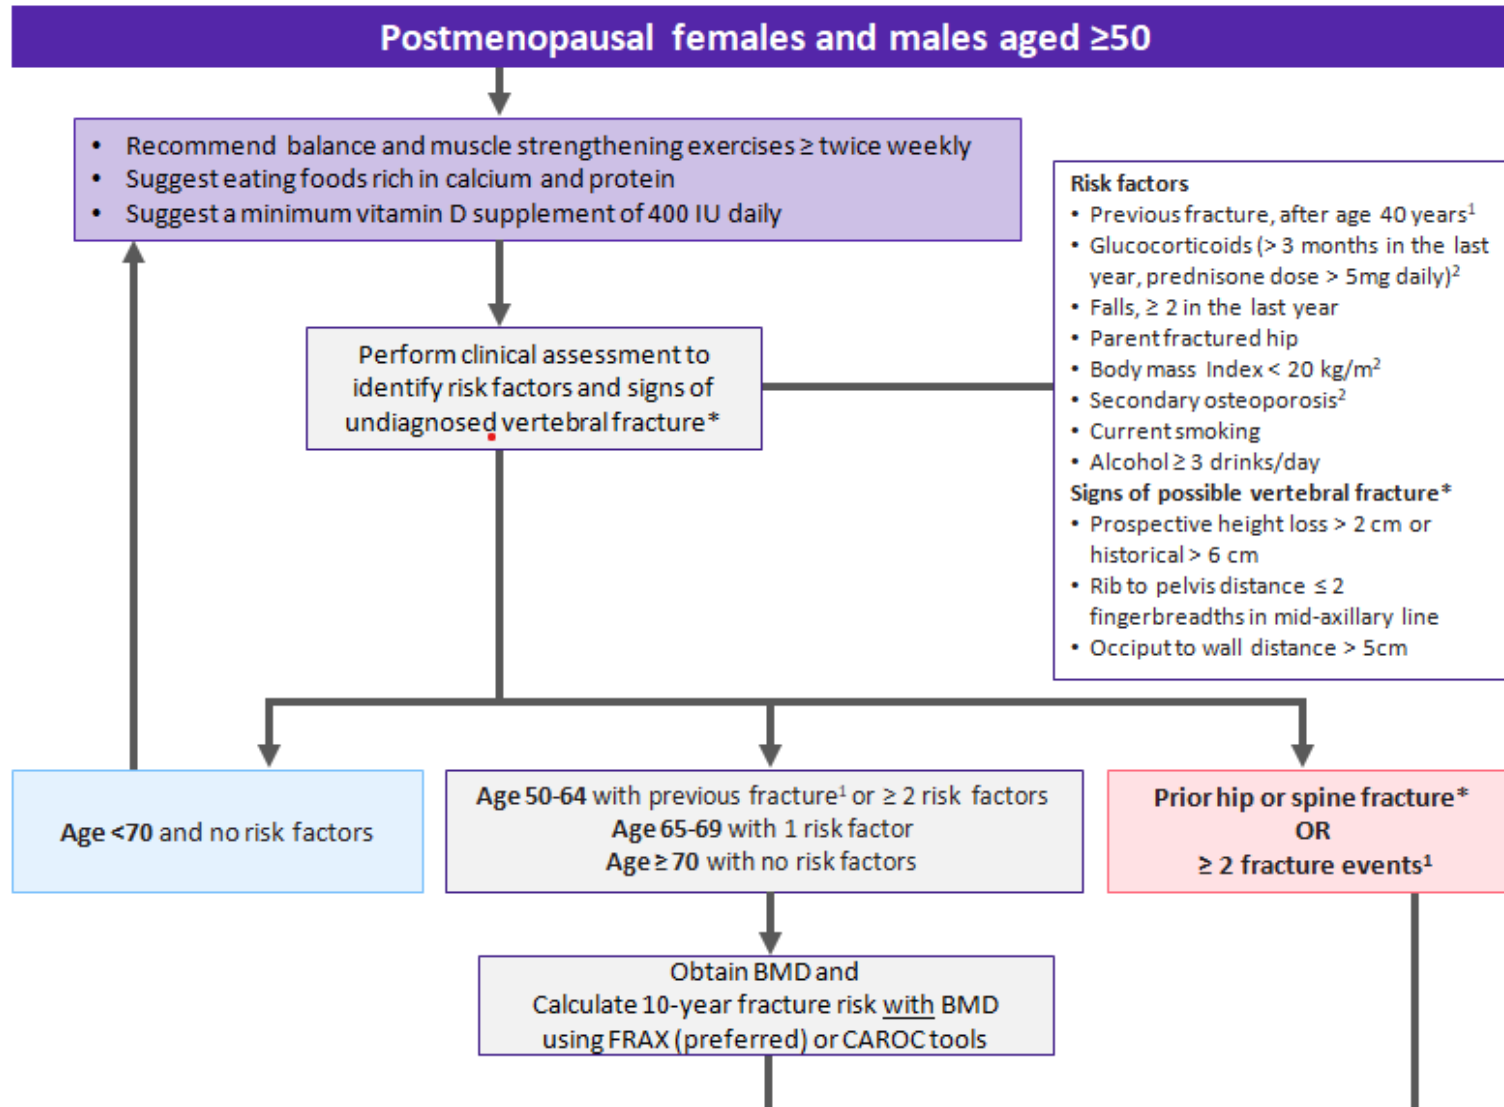 Postmenopausal females and males aged ≥50
• Recommend balance and muscle strengthening exercises ≥ twice weekly
• Suggest eating foods rich in calcium and protein
• Suggest a minimum vitamin D supplement of 400 IU daily
Perform clinical assessment to
identify risk factors and signs of
undiagnosed vertebral fracture*
Risk factors
• Previous fracture, after age 40 years¹
• Glucocorticoids (> 3 months in the last
year, prednisone dose > 5mg daily)²
• Falls, ≥ 2 in the last year
• Parent fractured hip
• Body mass Index < 20 kg/m²
• Secondary osteoporosis²
• Current smoking
• Alcohol ≥ 3 drinks/day
Signs of possible vertebral fracture*
• Prospective height loss > 2 cm or
historical > 6 cm
• Rib to pelvis distance ≤ 2
fingerbreadths in mid-axillary line
• Occiput to wall distance > 5cm
Age <70 and no risk factors
Age 50-64 with previous fracture¹ or ≥ 2 risk factors
Age 65-69 with 1 risk factor
Age ≥ 70 with no risk factors
Prior hip or spine fracture*
OR
≥ 2 fracture events¹
Obtain BMD and
Calculate 10-year fracture risk with BMD
using FRAX (preferred) or CAROC tools